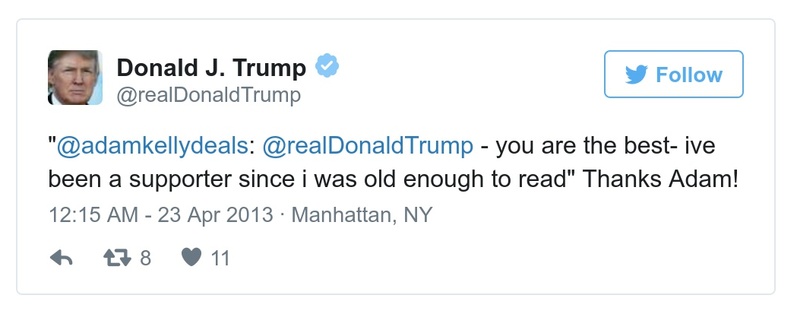 Donald J. Trump
@realDonaldTrump
Follow
"@adamkellydeals: @realDonaldTrump - you are the best- ive
been a supporter since i was old enough to read" Thanks Adam!
12:15 AM - 23 Apr 2013 · Manhattan, NY
8 11